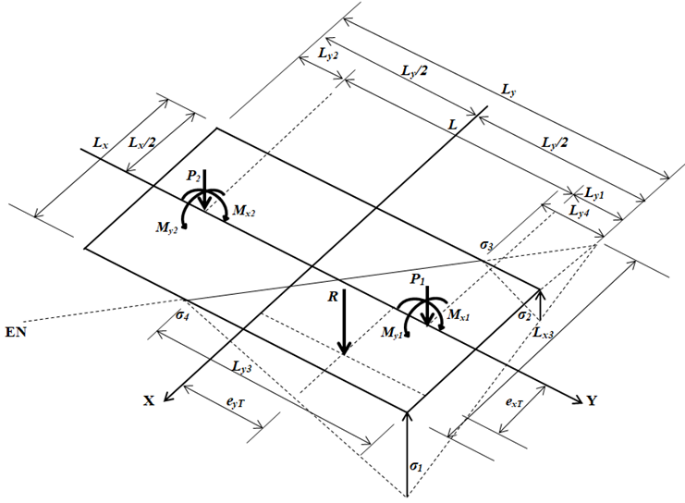 Ly2
Ly/2
Ly
Lx
Lx/2
L
Ly/2
P2
Ly1
Ly4
My2
Mx2
σ3
P1
σ4
R
Mx1
σ2
EN
My1
Lx3
Ly3
X
eyT
exT
Y
σ1